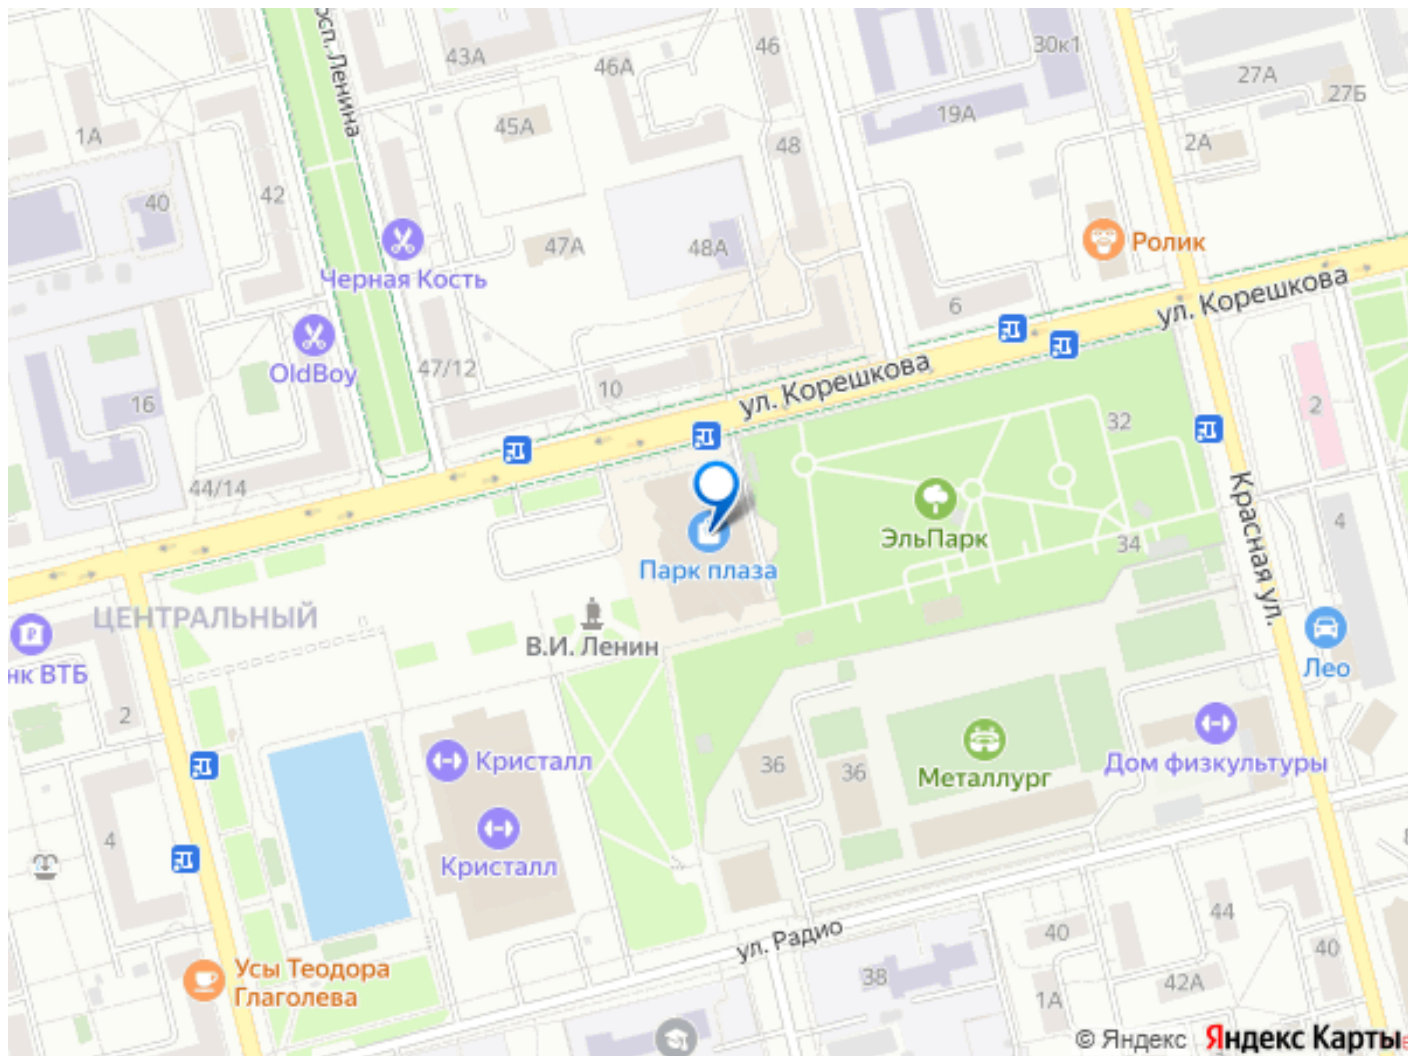 просп. Ленина
43А
46А
46
30к1
27А
27Б
1А
45А
19А
2А
48
42
40
47А
48А
Черная Кость
Ролик
6
ул. Корешкова
OldBoy
47/12
10
ул. Корешкова
16
2
32
44/14
Красная ул.
4
ЭльПарк
34
Парк плаза
ЦЕНТРАЛЬНЫЙ
В.И. Ленин
нк ВТБ
Лео
2
Кристалл
36
36
Металлург
Дом физкультуры
4
Кристалл
8
44
ул. Радио
40
40
Усы Теодора
Глаголева
38
1А
42А
© Яндекс Яндекс Карты